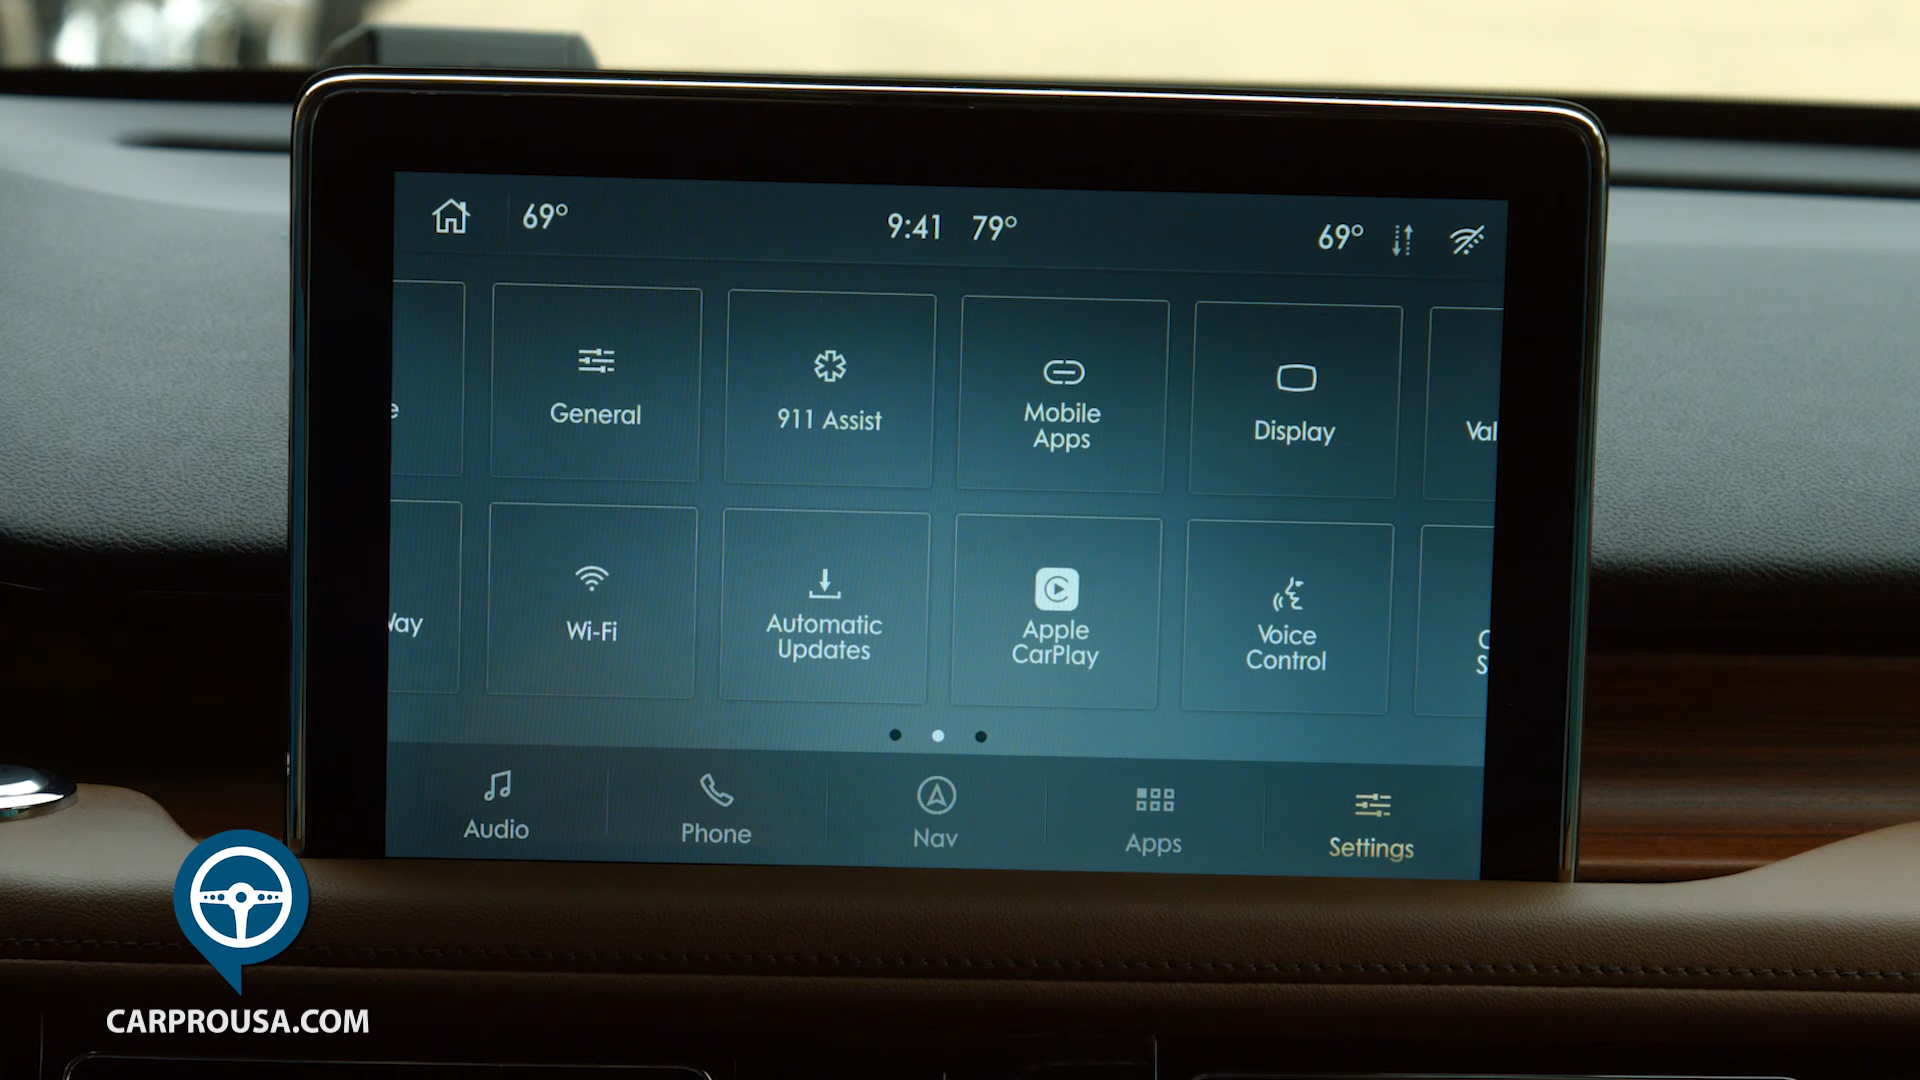 69° 9:41 79° 69°
General 911 Assist Mobile Apps Display Val
Wi-Fi Automatic Updates Apple CarPlay Voice Control
Audio Phone Nav Apps Settings
CARPROUSA.COM